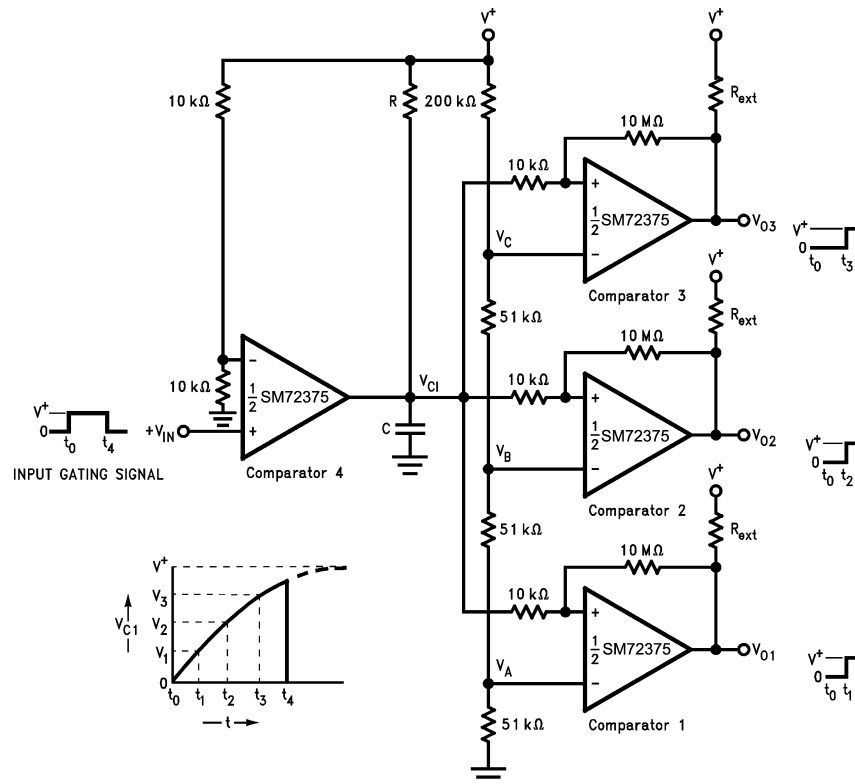 V+
V+
10 kΩ
R
200 kΩ
Rext
10 MΩ
10 kΩ
+
1/2 SM72375
VO3
V+
0
t0
t3
VC
−
Comparator 3
V+
51 kΩ
Rext
10 MΩ
−
10 kΩ
1/2 SM72375
VCI
10 kΩ
+
1/2 SM72375
VO2
V+
0
t0
t2
V+
0
t0
t4
+VIN
+
C
INPUT GATING SIGNAL
Comparator 4
VB
−
Comparator 2
V+
51 kΩ
Rext
10 MΩ
10 kΩ
+
1/2 SM72375
VO1
V+
0
t0
t1
VA
−
51 kΩ
Comparator 1
V+
V3
VC1
V2
V1
0
t0
t1
t2
t3
t4
t